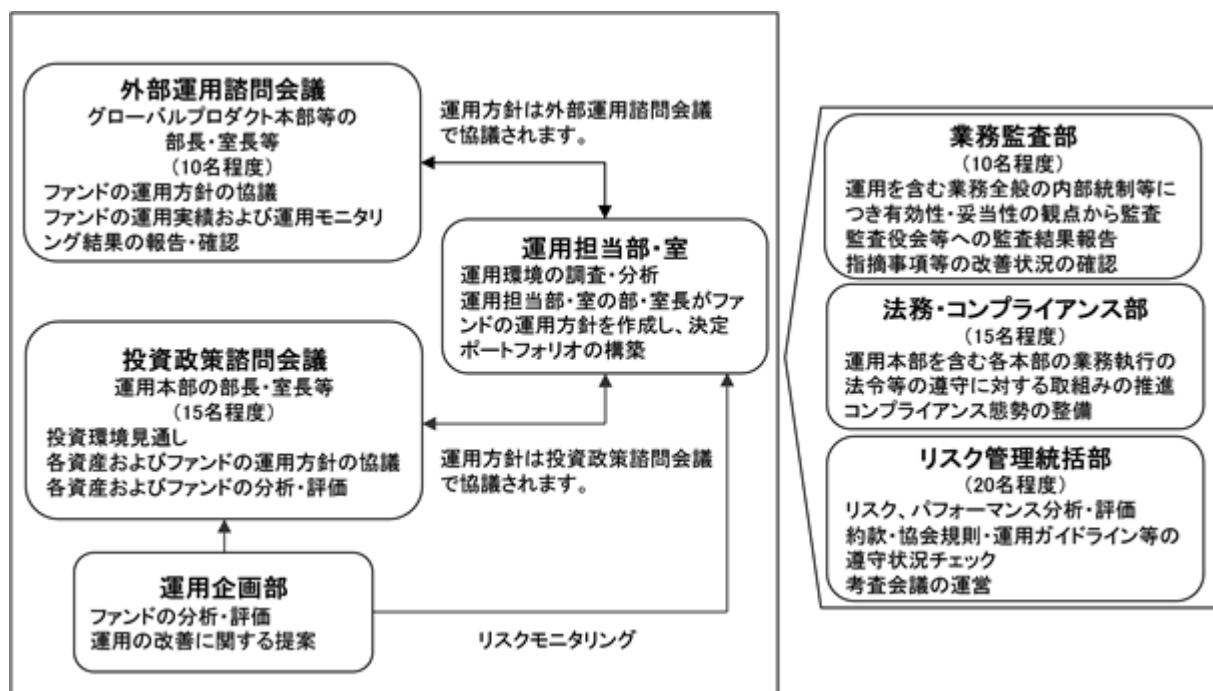 外部運用諮問会議
グローバルプロダクト本部等の
部長・室長等
(10名程度)
ファンドの運用方針の協議
ファンドの運用実績および運用モニタリ
ング結果の報告・確認
運用方針は外部運用諮問会議
で協議されます。
運用担当部・室
運用環境の調査・分析
運用担当部・室の部・室長がファ
ンドの運用方針を作成し、決定
ポートフォリオの構築
投資政策諮問会議
運用本部の部長・室長等
(15名程度)
投資環境見通し
各資産およびファンドの運用方針の協議
各資産およびファンドの分析・評価
運用方針は投資政策諮問会議
で協議されます。
運用企画部
ファンドの分析・評価
運用の改善に関する提案
リスクモニタリング
業務監査部
(10名程度)
運用を含む業務全般の内部統制等に
つき有効性・妥当性の観点から監査
監査役会等への監査結果報告
指摘事項等の改善状況の確認
法務・コンプライアンス部
(15名程度)
運用本部を含む各本部の業務執行の
法令等の遵守に対する取組みの推進
コンプライアンス態勢の整備
リスク管理統括部
(20名程度)
リスク、パフォーマンス分析・評価
約款・協会規則・運用ガイドライン等の
遵守状況チェック
考査会議の運営